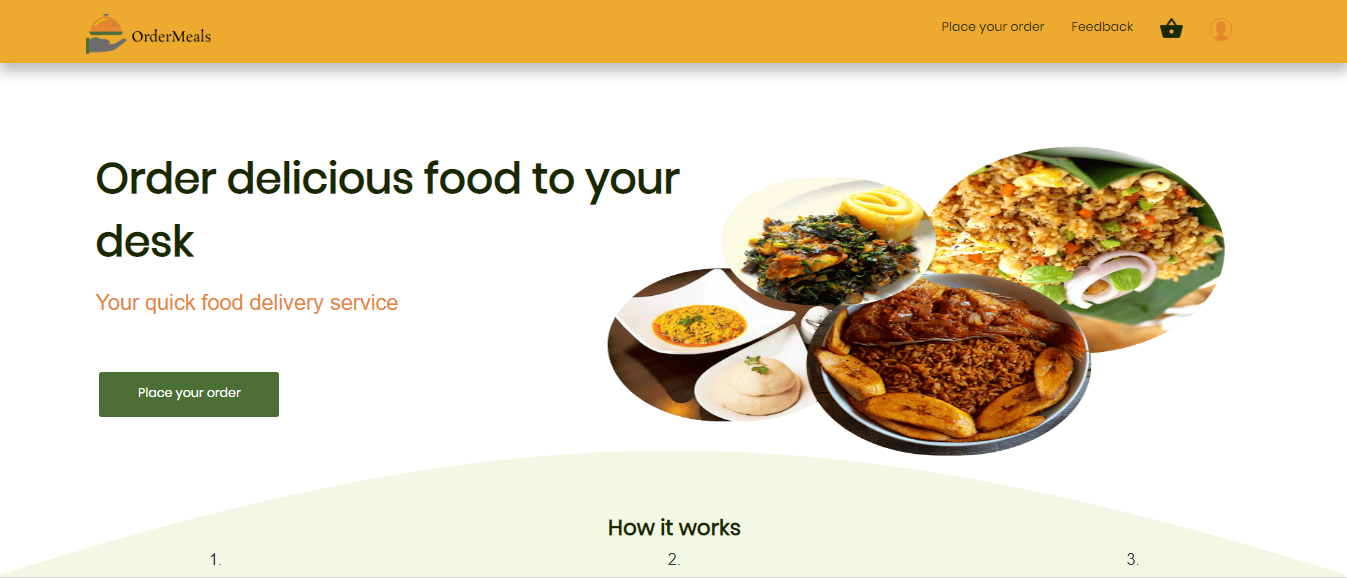 OrderMeals
Place your order
Feedback
Order delicious food to your
desk
Your quick food delivery service
Place your order
How it works
1.
2.
3.